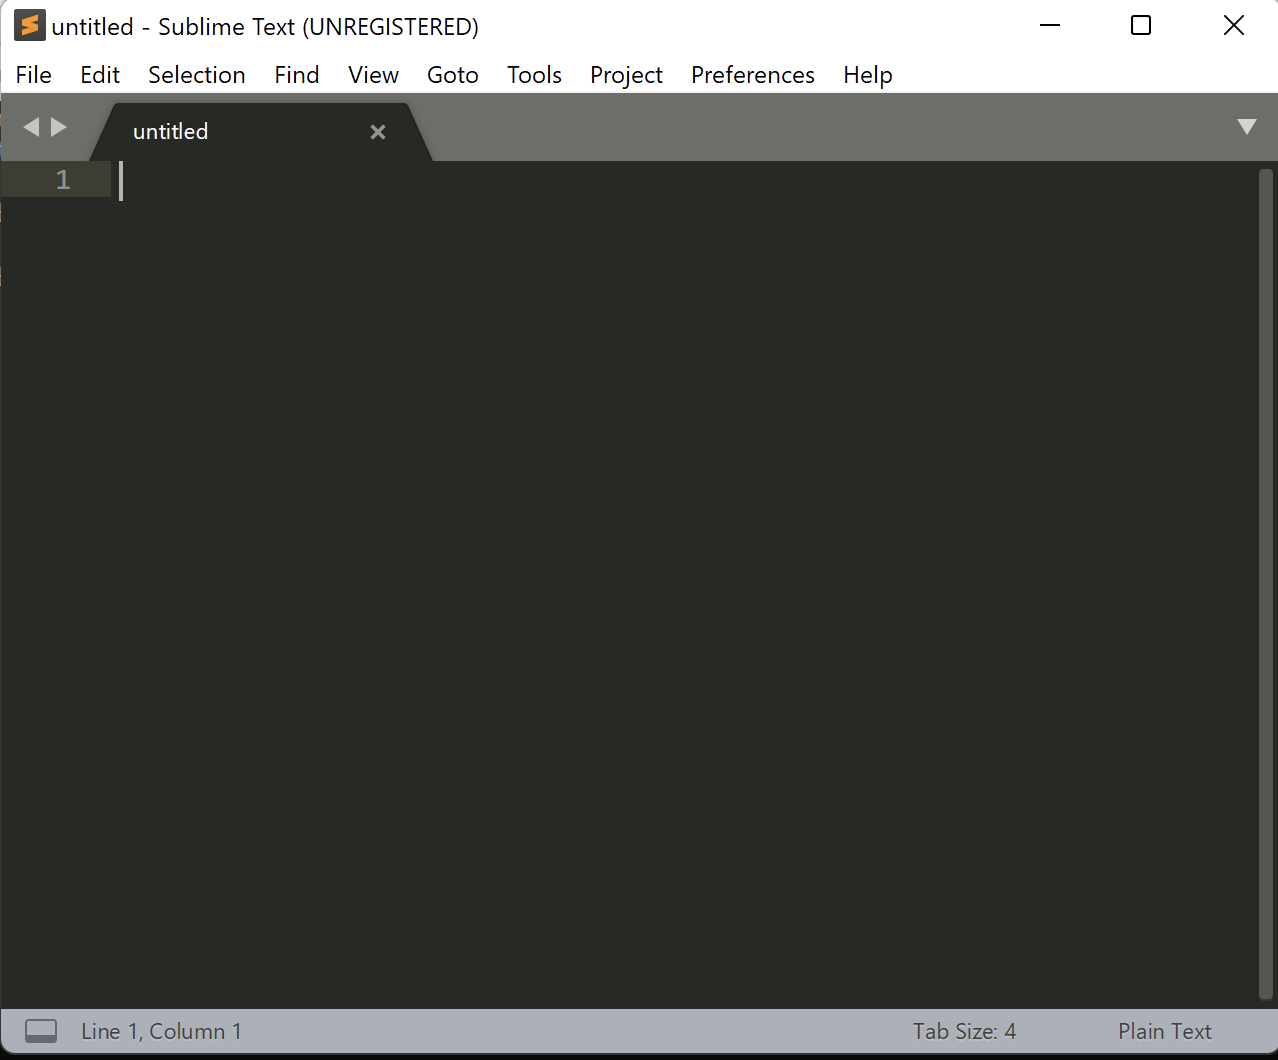 untitled - Sublime Text (UNREGISTERED)
File Edit Selection Find View Goto Tools Project Preferences Help
untitled
1
Line 1, Column 1 Tab Size: 4 Plain Text